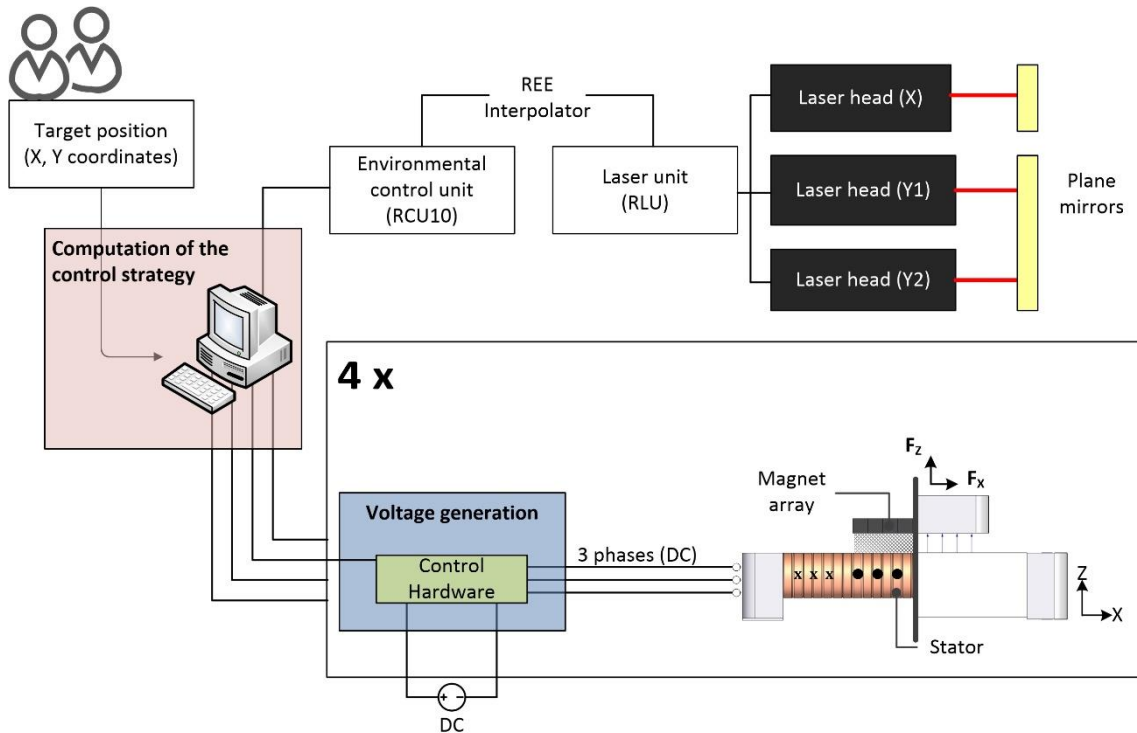 Target position
(X, Y coordinates)
REE
Interpolator
Environmental
control unit
(RCU10)
Laser unit
(RLU)
Laser head (X)
Laser head (Y1)
Laser head (Y2)
Plane
mirrors
Computation of the
control strategy
4 x
Voltage generation
Control
Hardware
3 phases (DC)
+ -
DC
Magnet
array
Fz
Fx
x x x
Stator
Z
X